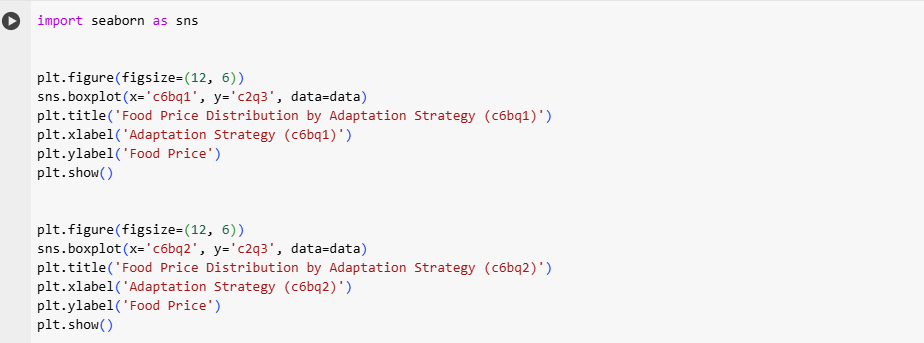 import seaborn as sns
plt.figure(figsize=(12, 6))
sns.boxplot(x='c6bq1', y='c2q3', data=data)
plt.title('Food Price Distribution by Adaptation Strategy (c6bq1)')
plt.xlabel('Adaptation Strategy (c6bq1)')
plt.ylabel('Food Price')
plt.show()
plt.figure(figsize=(12, 6))
sns.boxplot(x='c6bq2', y='c2q3', data=data)
plt.title('Food Price Distribution by Adaptation Strategy (c6bq2)')
plt.xlabel('Adaptation Strategy (c6bq2)')
plt.ylabel('Food Price')
plt.show()